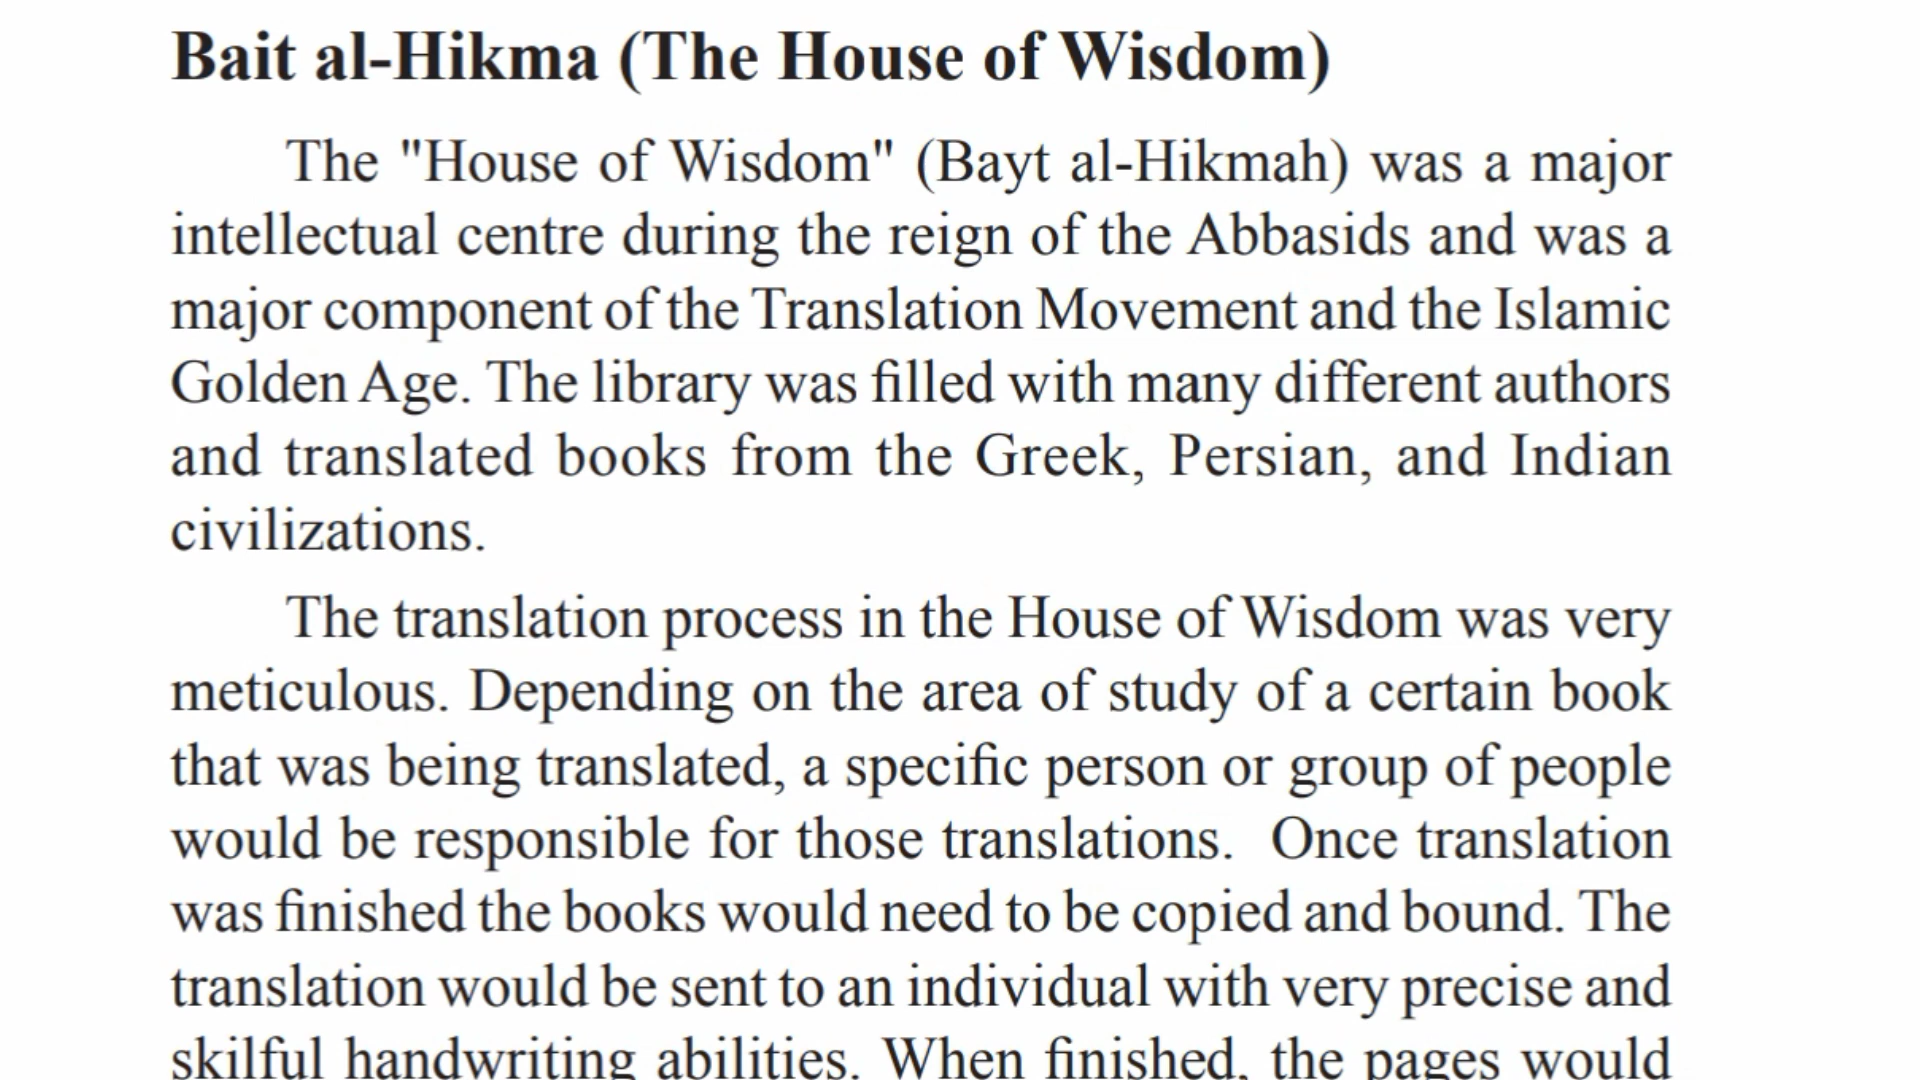 Bait al-Hikma (The House of Wisdom)
The "House of Wisdom" (Bayt al-Hikmah) was a major
intellectual centre during the reign of the Abbasids and was a
major component of the Translation Movement and the Islamic
Golden Age. The library was filled with many different authors
and translated books from the Greek, Persian, and Indian
civilizations.
The translation process in the House of Wisdom was very
meticulous. Depending on the area of study of a certain book
that was being translated, a specific person or group of people
would be responsible for those translations.  Once translation
was finished the books would need to be copied and bound. The
translation would be sent to an individual with very precise and
skilful handwriting abilities. When finished, the pages would